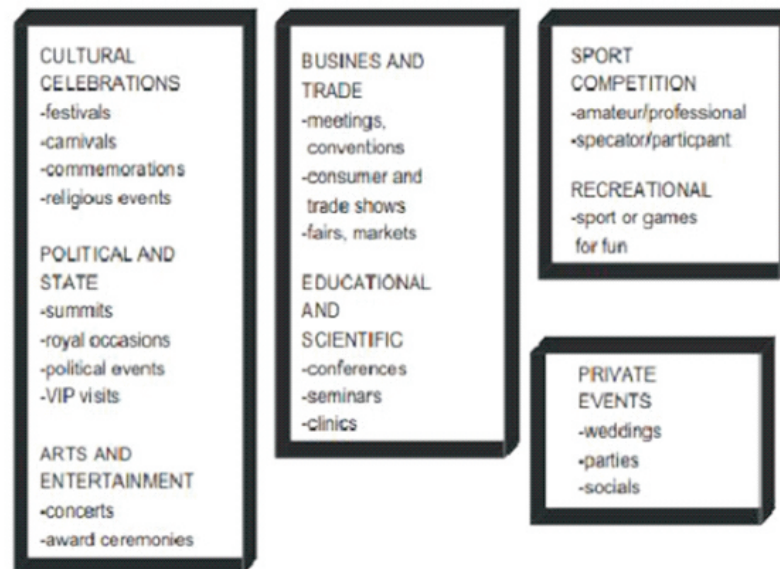 CULTURAL
CELEBRATIONS
-festivals
-carnivals
-commemorations
-religious events
POLITICAL AND
STATE
-summits
-royal occasions
-political events
-VIP visits
ARTS AND
ENTERTAINMENT
-concerts
-award ceremonies
BUSINES AND
TRADE
-meetings,
conventions
-consumer and
trade shows
-fairs, markets
EDUCATIONAL
AND
SCIENTIFIC
-conferences
-seminars
-clinics
SPORT
COMPETITION
-amateur/professional
-specator/particpant
RECREATIONAL
-sport or games
for fun
PRIVATE
EVENTS
-weddings
-parties
-socials